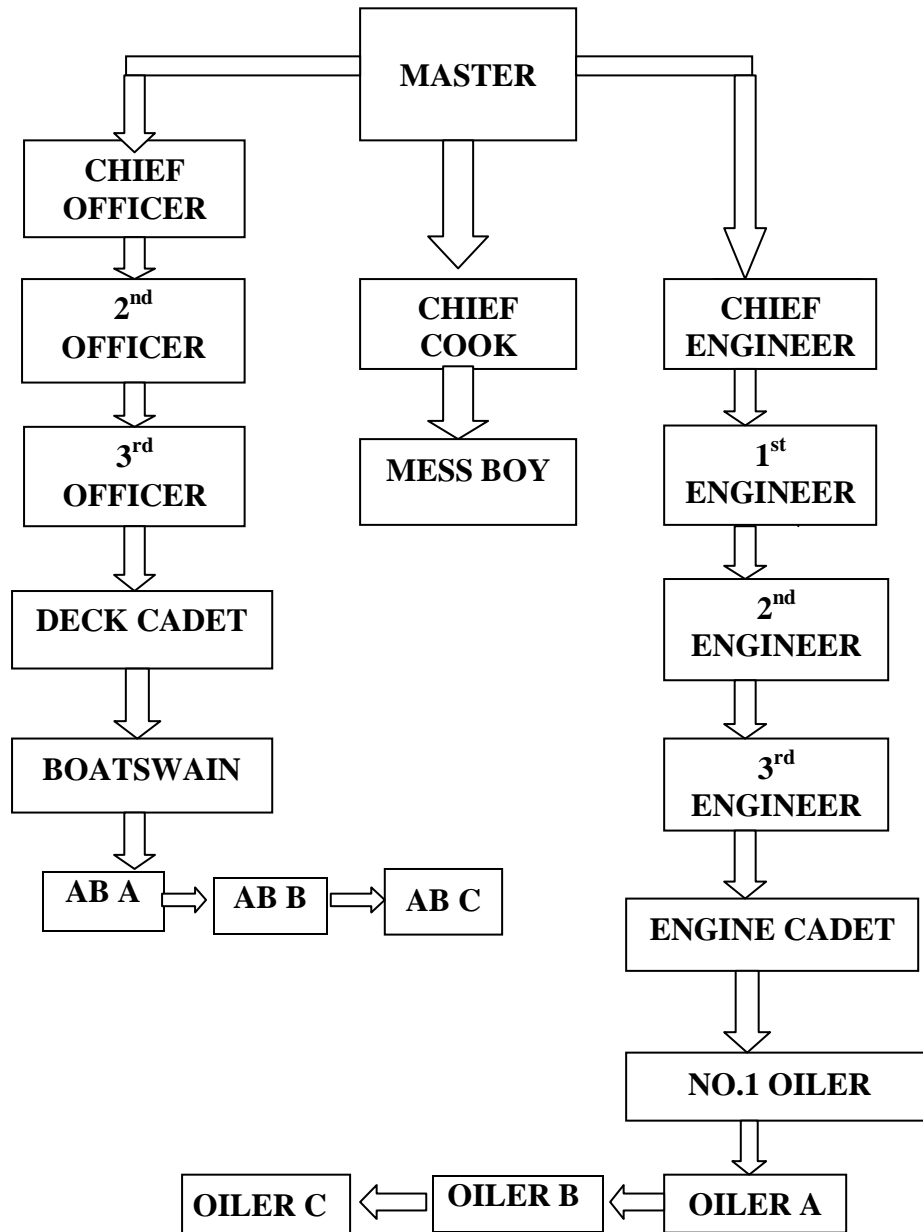 MASTER
CHIEF
OFFICER
2nd
OFFICER
3rd
OFFICER
DECK CADET
BOATSWAIN
AB A
AB B
AB C
CHIEF
COOK
MESS BOY
CHIEF
ENGINEER
1st
ENGINEER
2nd
ENGINEER
3rd
ENGINEER
ENGINE CADET
NO.1 OILER
OILER A
OILER B
OILER C